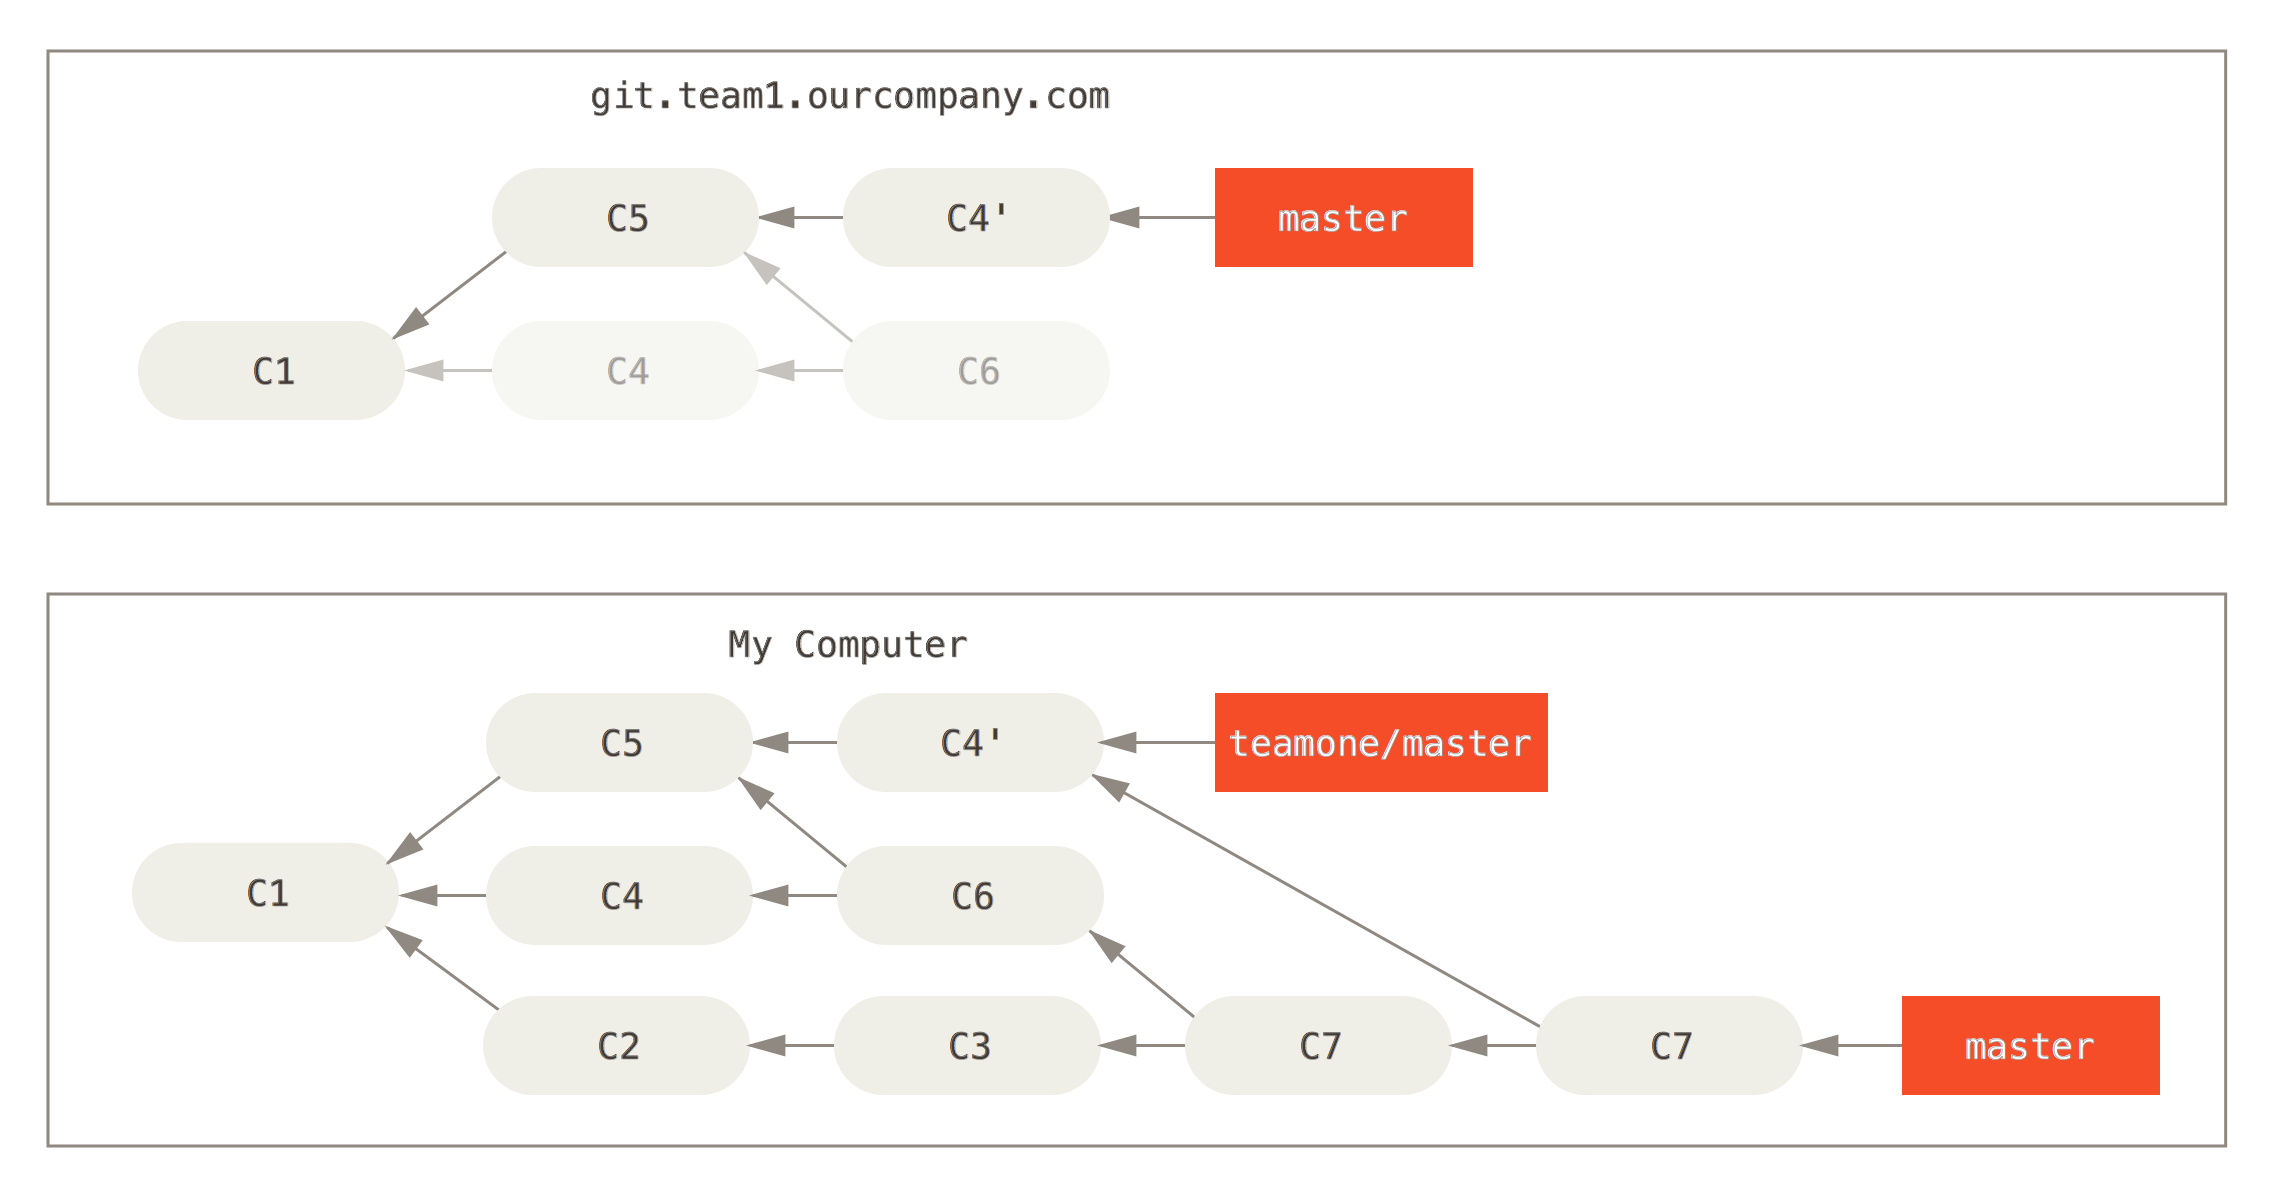 git.team1.ourcompany.com
C5 C4' master
C1 C4 C6
My Computer
C5 C4' teamone/master
C1 C4 C6
C2 C3 C7 C7 master